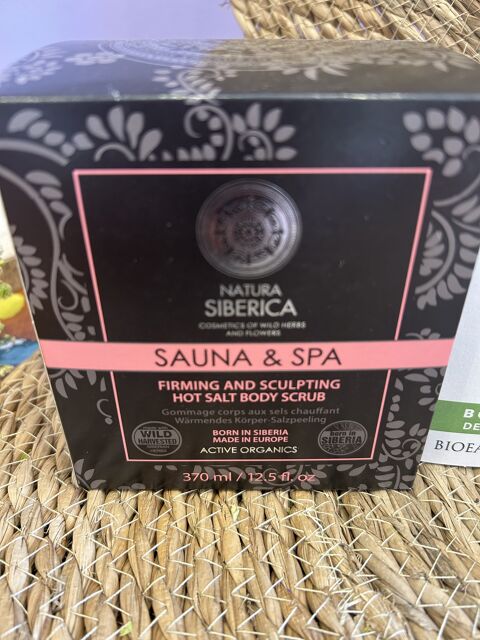 NATURA
SIBERICA
COSMETICS OF WILD HERBS
AND FLOWERS
SAUNA & SPA
FIRMING AND SCULPTING
HOT SALT BODY SCRUB
Gommage corps aux sels chauffant
Wärmendes Körper-Salzpeeling
WILD
HARVESTED
BORN IN SIBERIA
MADE IN EUROPE
ACTIVE ORGANICS
born in
SIBERIA
370 ml / 12.5 fl. oz
DE
BIOEA